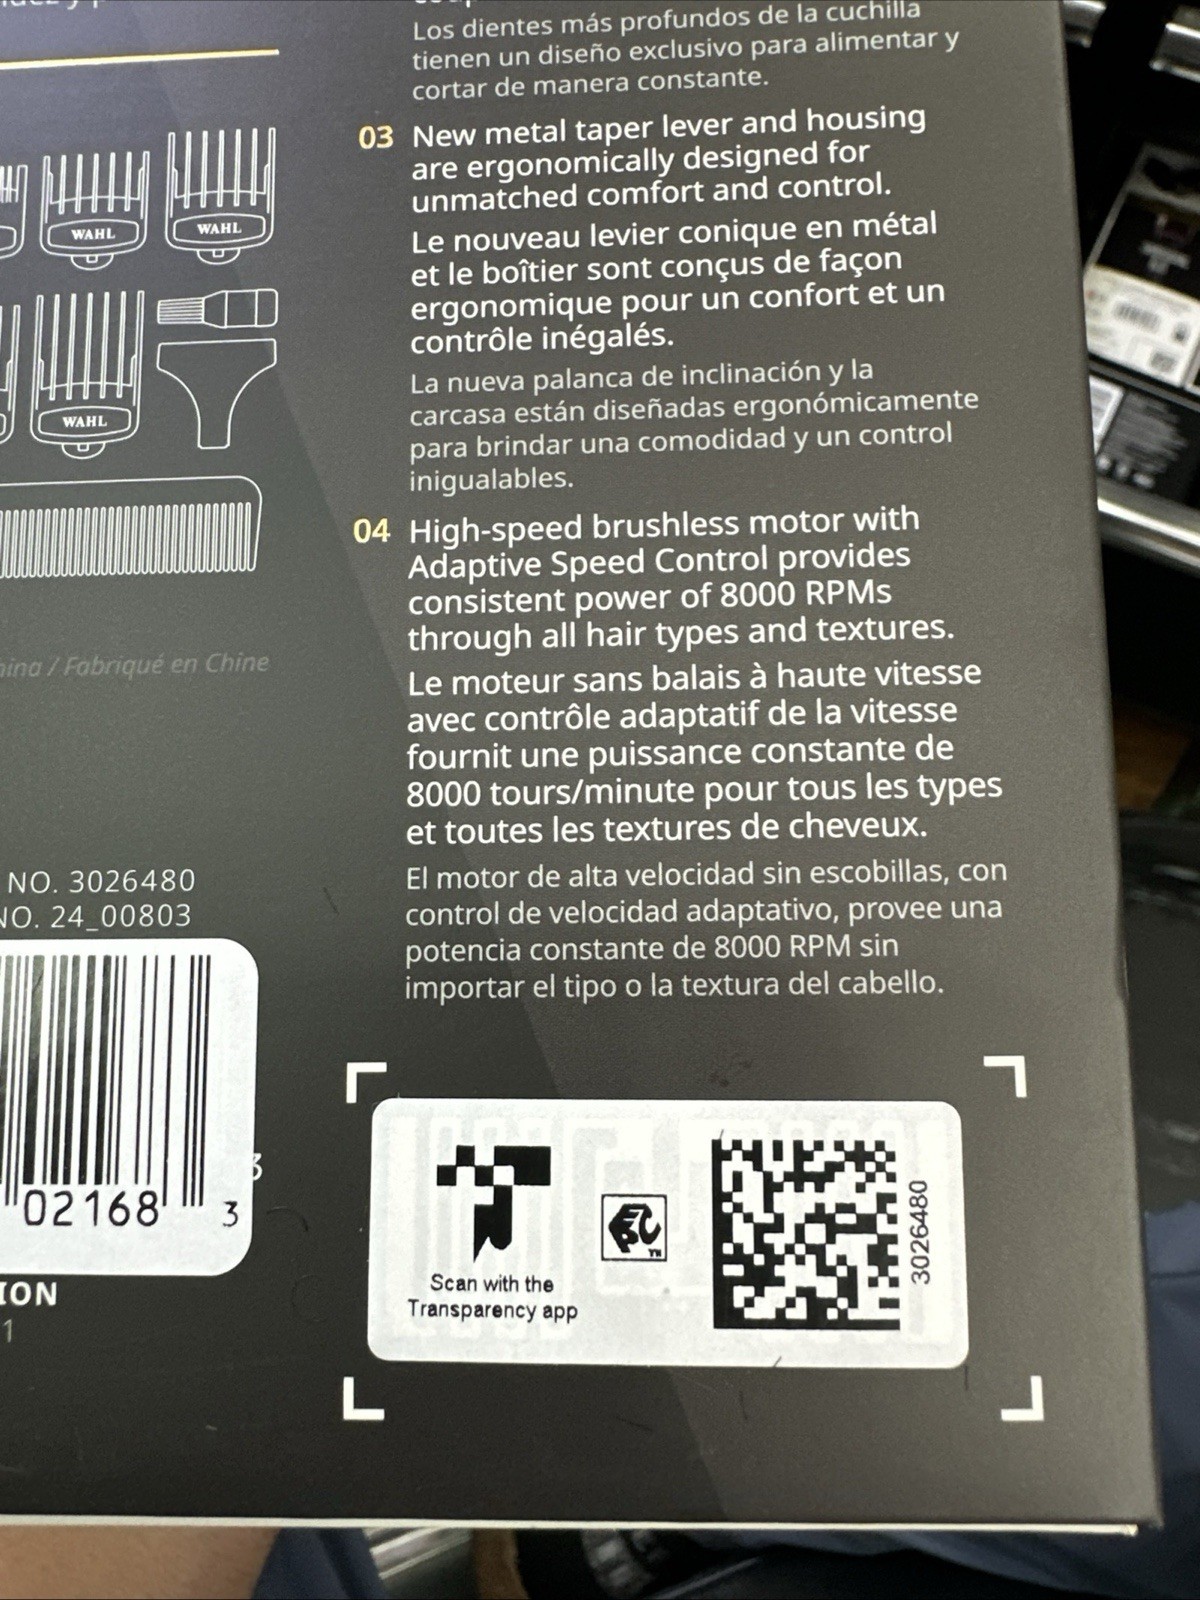 Los dientes más profundos de la cuchilla
tienen un diseño exclusivo para alimentar y
cortar de manera constante.
03 New metal taper lever and housing
are ergonomically designed for
unmatched comfort and control.
Le nouveau levier conique en métal
et le boîtier sont conçus de façon
ergonomique pour un confort et un
contrôle inégalés.
La nueva palanca de inclinación y la
carcasa están diseñadas ergonómicamente
para brindar una comodidad y un control
inigualables.
04 High-speed brushless motor with
Adaptive Speed Control provides
consistent power of 8000 RPMs
through all hair types and textures.
Le moteur sans balais à haute vitesse
avec contrôle adaptatif de la vitesse
fournit une puissance constante de
8000 tours/minute pour tous les types
et toutes les textures de cheveux.
El motor de alta velocidad sin escobillas, con
control de velocidad adaptativo, provee una
potencia constante de 8000 RPM sin
importar el tipo o la textura del cabello.
WAHL
WAHL
WAHL
/ Fabriqué en Chine
NO. 3026480
NO. 24_00803
02168 3
3
ION
1
Scan with the
Transparency app
EPC
TM
3026480